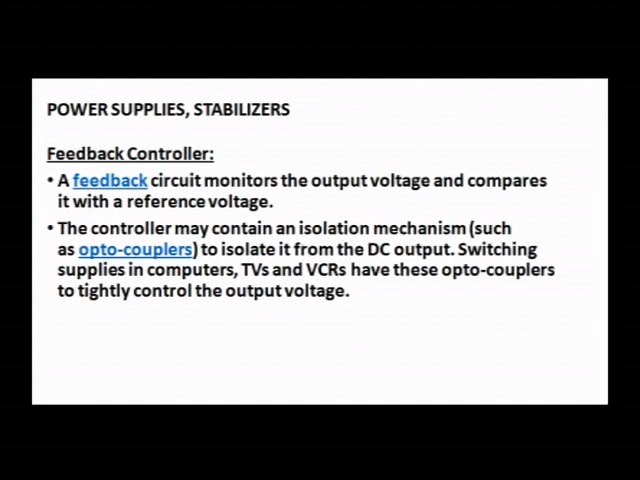 POWER SUPPLIES, STABILIZERS
Feedback Controller:
• A feedback circuit monitors the output voltage and compares
it with a reference voltage.
• The controller may contain an isolation mechanism (such
as opto-couplers) to isolate it from the DC output. Switching
supplies in computers, TVs and VCRs have these opto-couplers
to tightly control the output voltage.